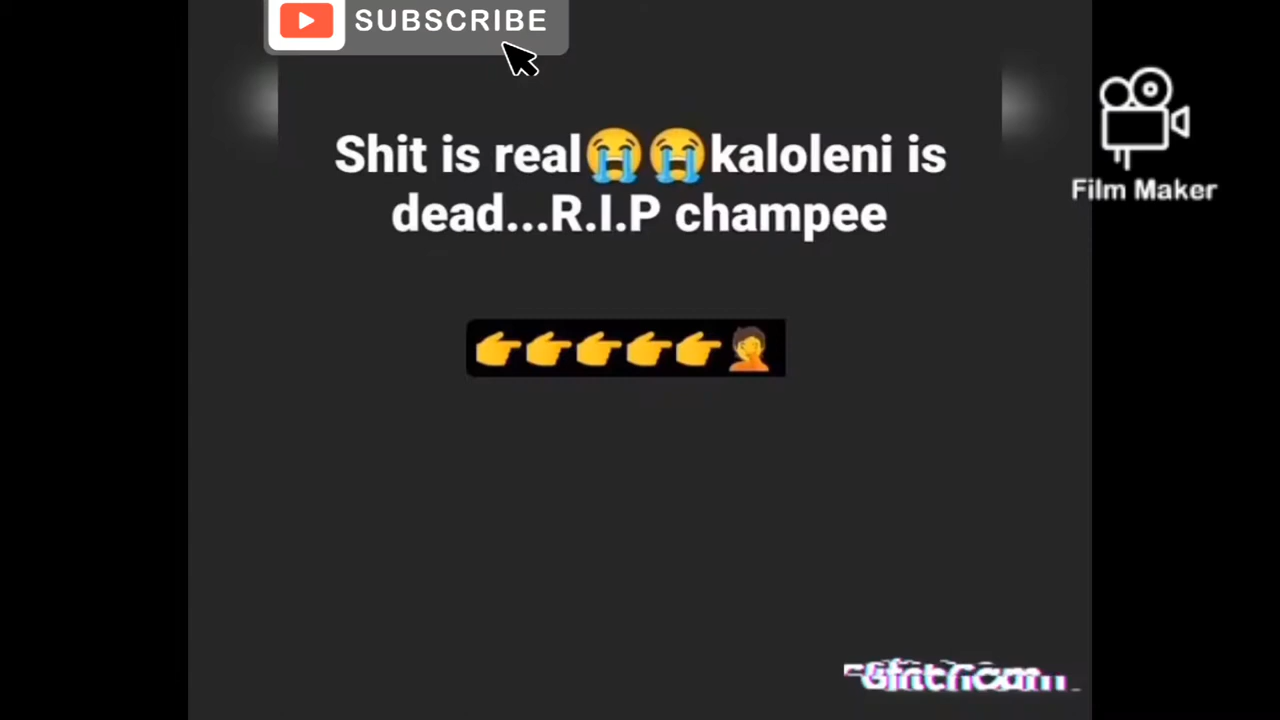 SUBSCRIBE
Shit is real😭😭kaloleni is
dead...R.I.P champee
👉👉👉👉👉🤦
Film Maker